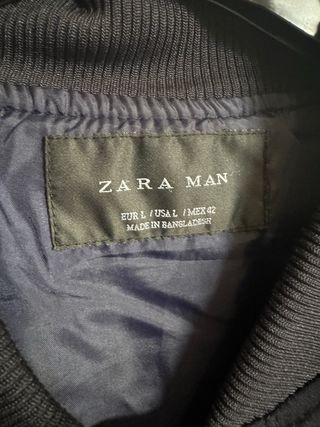 ZARA MAN
EUR L / USA L / MEX 42
MADE IN BANGLADESH